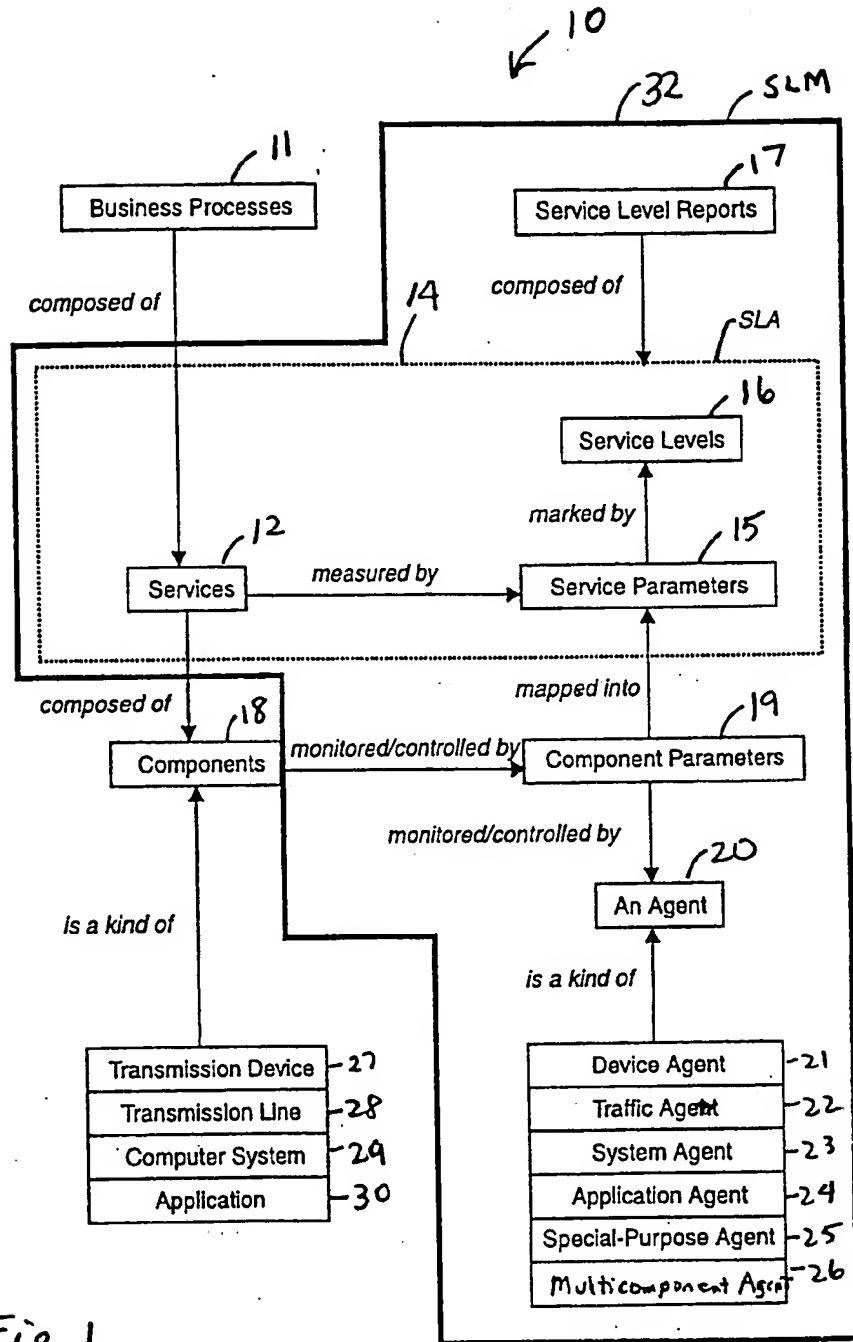 10
32 SLM
11
17
Business Processes
Service Level Reports
composed of
14
composed of
SLA
16
Service Levels
marked by
12
15
Services
measured by
Service Parameters
composed of
mapped into
18
19
Components
monitored/controlled by
Component Parameters
monitored/controlled by
20
An Agent
is a kind of
is a kind of
Transmission Device 27
Transmission Line 28
Computer System 29
Application 30
Device Agent 21
Traffic Agent 22
System Agent 23
Application Agent 24
Special-Purpose Agent 25
Multicomponent Agent 26
Fig. 1